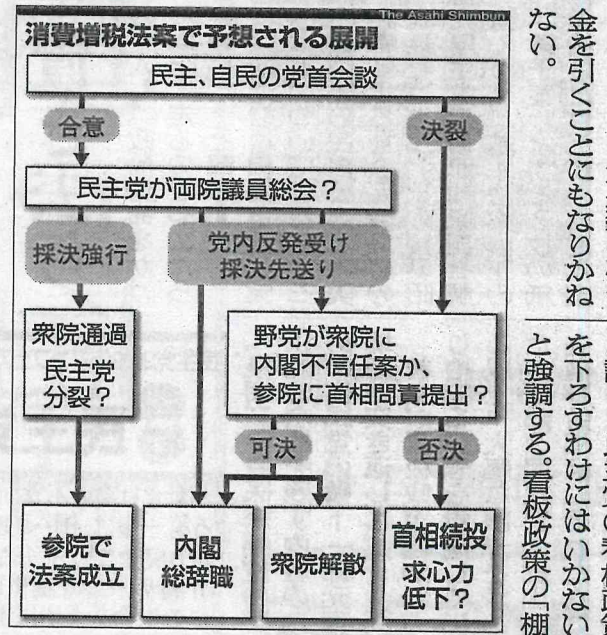 The Asahi Shimbun
消費増税法案で予想される展開
民主、自民の党首会談
合意
決裂
民主党が両院議員総会?
採決強行
党内反発受け
採決先送り
衆院通過
民主党
分裂?
野党が衆院に
内閣不信任案か、
参院に首相問責提出?
可決
否決
参院で
法案成立
内閣
総辞職
衆院解散
首相続投
求心力
低下?
金を引くことにもなりかね
ない。
を下ろすわけにはいかない
と強調する。看板政策の「棚